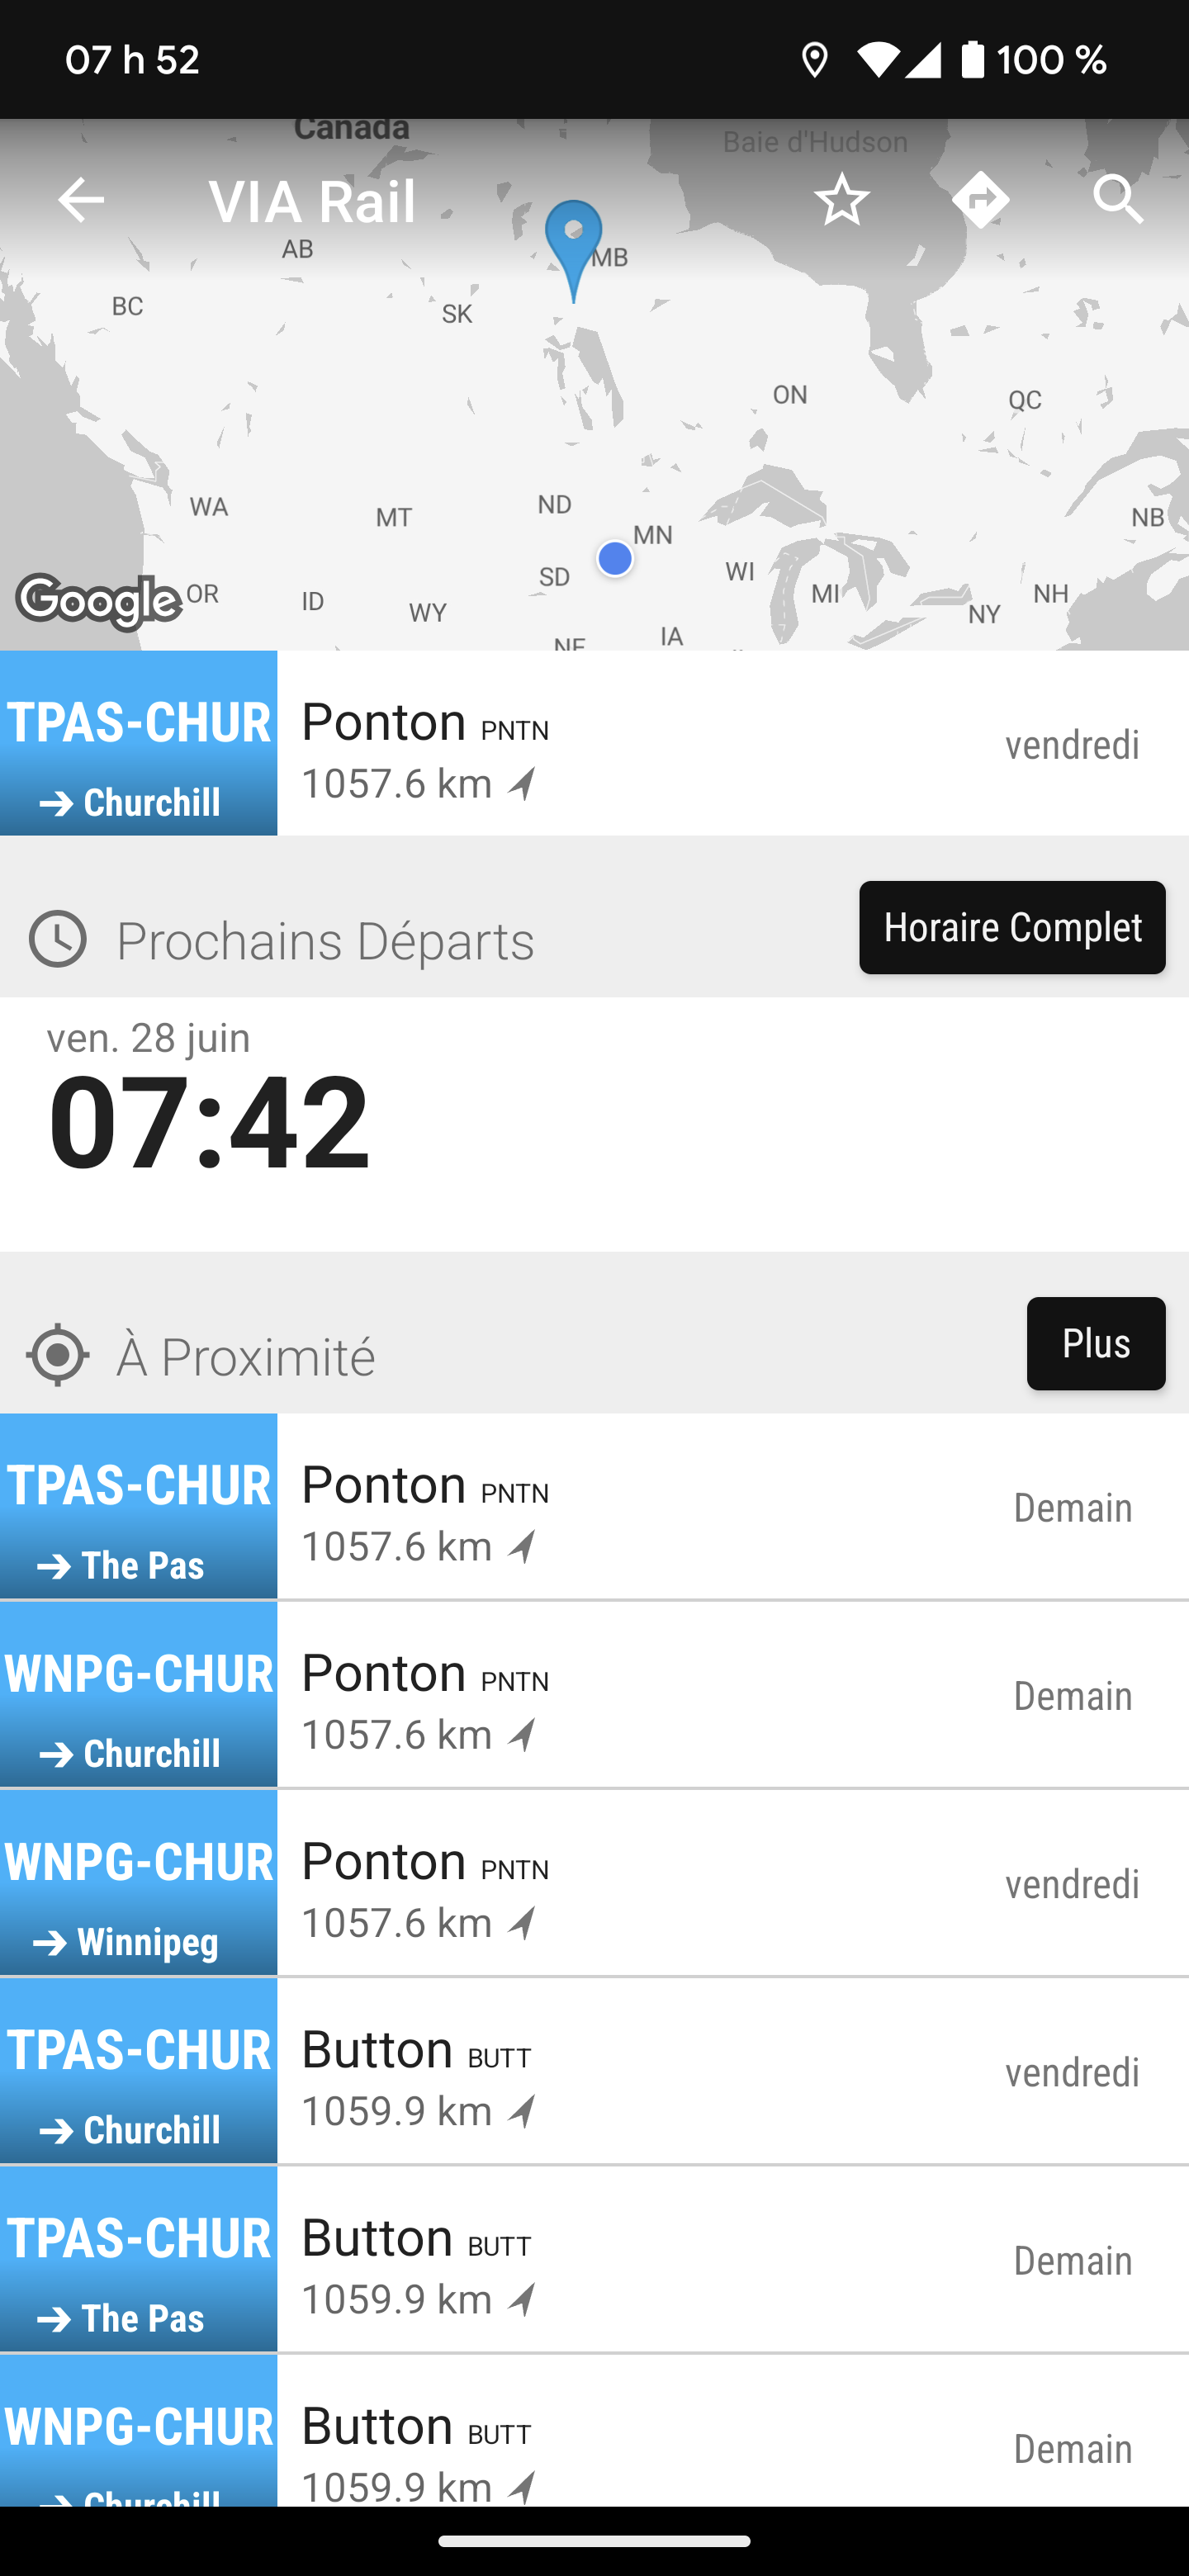 07 h 52
100 %
Canada
Baie d'Hudson
VIA Rail
AB
MB
BC
SK
ON
QC
WA
MT
ND
MN
NB
SD
WI
OR
ID
WY
MI
NY
NH
NE
IA
Google
TPAS-CHUR
→ Churchill
Ponton PNTN
1057.6 km
vendredi
Prochains Départs
Horaire Complet
ven. 28 juin
07:42
À Proximité
Plus
TPAS-CHUR
→ The Pas
Ponton PNTN
1057.6 km
Demain
WNPG-CHUR
→ Churchill
Ponton PNTN
1057.6 km
Demain
WNPG-CHUR
→ Winnipeg
Ponton PNTN
1057.6 km
vendredi
TPAS-CHUR
→ Churchill
Button BUTT
1059.9 km
vendredi
TPAS-CHUR
→ The Pas
Button BUTT
1059.9 km
Demain
WNPG-CHUR
→ Churchill
Button BUTT
1059.9 km
Demain